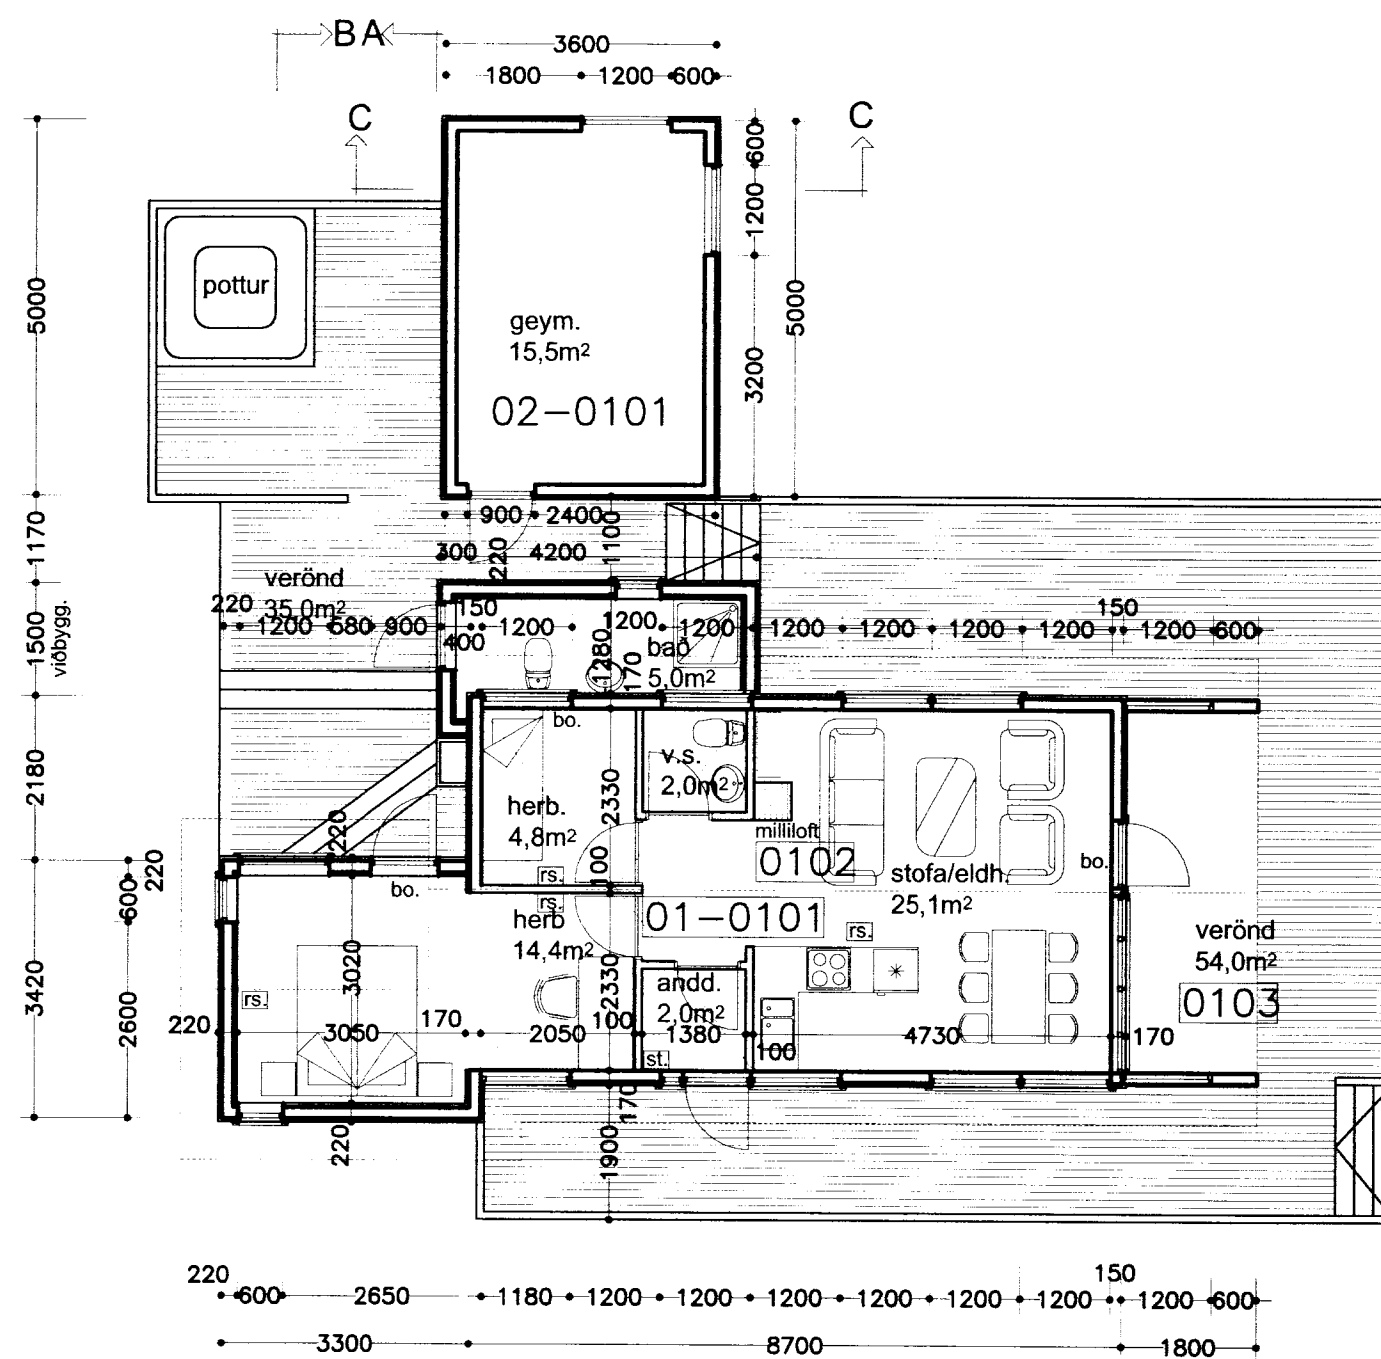 BA
3600
1800 1200 600
C C
600
1200
5000 pottur 5000
geym.
15,5m²
3200
02-0101
900 2400
1170 1100
300 4200
220
verönd
35,0m²
220 150 1200 150
1200 680 900 1200 1200 1200 1200 1200 1200 1200 600
400
1500 viðbygg.
1280 bað
170 5,0m²
bo.
v.s.
2,0m²
2180 2330
herb.
4,8m²
220
milliloft
0102
bo.
stofa/eldh.
25,1m²
220 600 bo. rs. 100
rs.
herb
14,4m²
01-0101
rs.
verönd
54,0m²
0103
3420 2600 3020 2330
rs.
andd.
2,0m²
220 3050 170 2050 100 1380 100 4730 170
st.
170
220 1900
220 150
600 2650 1180 1200 1200 1200 1200 1200 1200 1200 600
3300 8700 1800